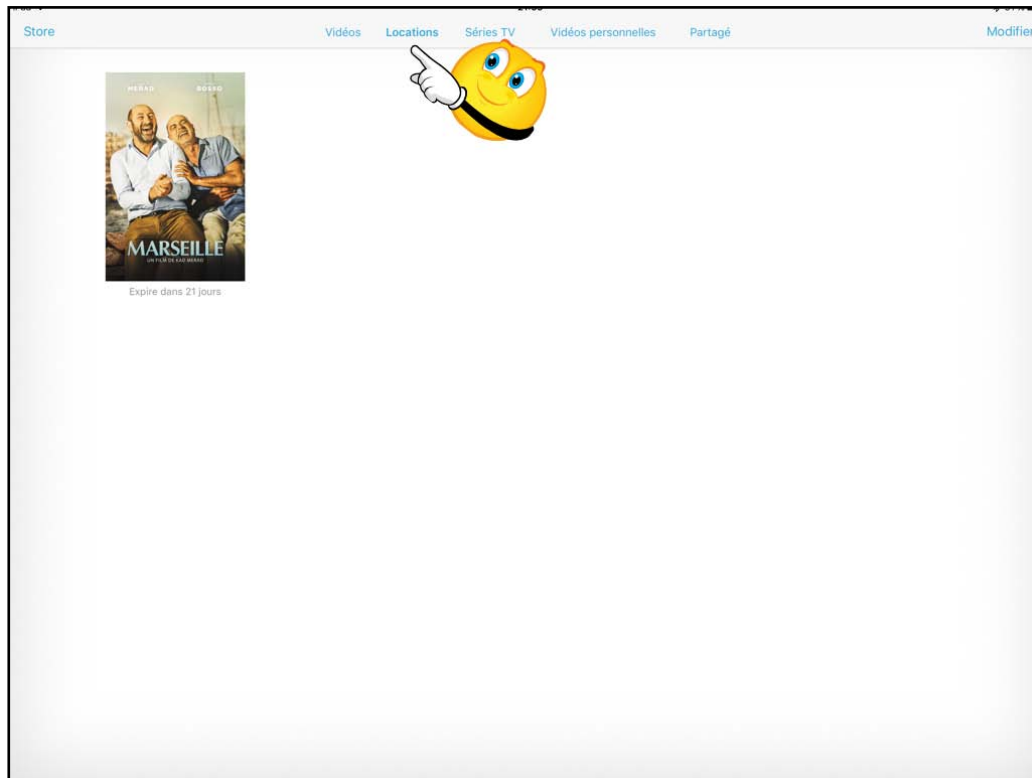 Store
Vidéos
Locations
Séries TV
Vidéos personnelles
Partagé
Modifier
MERAD
BOSSO
MARSEILLE
UN FILM DE KAD MERAD
Expire dans 21 jours